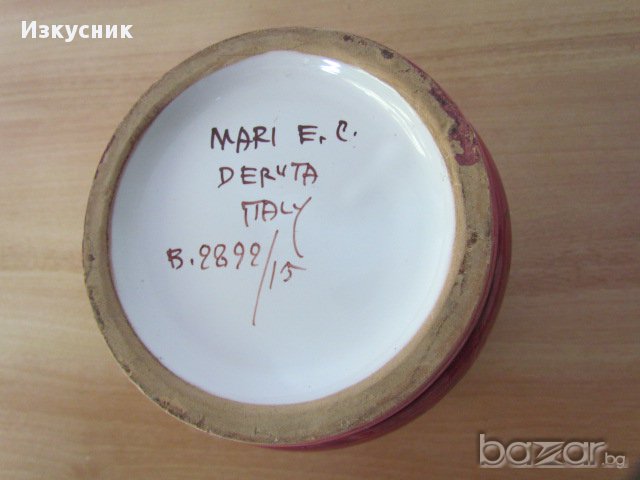 Изкусник
MARI E. C.
DERUTA
ITALY
B.2892/15
bazar.bg